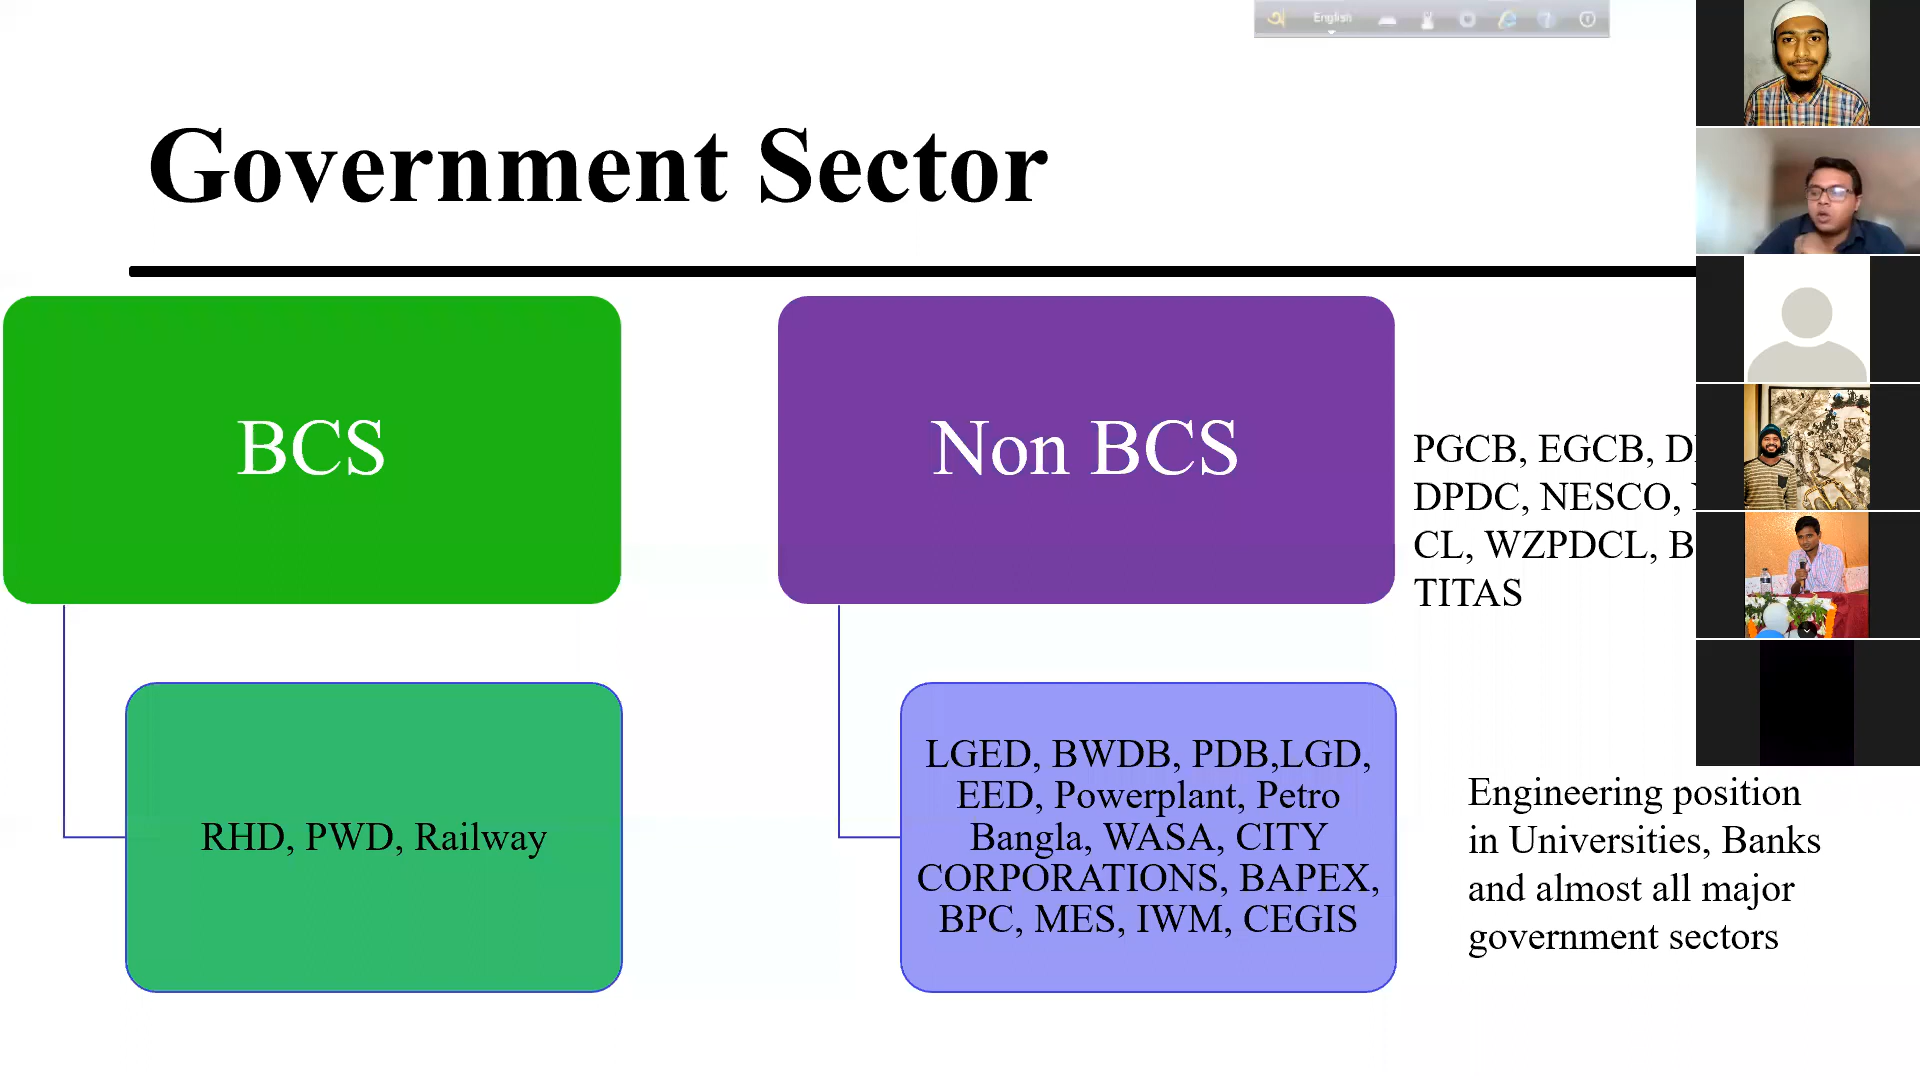 English
Government Sector
BCS
Non BCS
PGCB, EGCB,
DPDC, NESCO,
CL, WZPDCL,
TITAS
RHD, PWD, Railway
LGED, BWDB, PDB,LGD,
EED, Powerplant, Petro
Bangla, WASA, CITY
CORPORATIONS, BAPEX,
BPC, MES, IWM, CEGIS
Engineering position
in Universities, Banks
and almost all major
government sectors